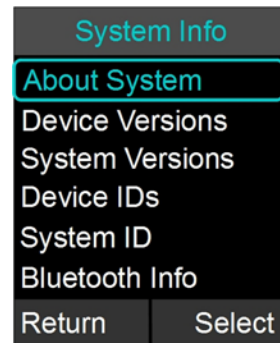 System Info
About System
Device Versions
System Versions
Device IDs
System ID
Bluetooth Info
Return Select